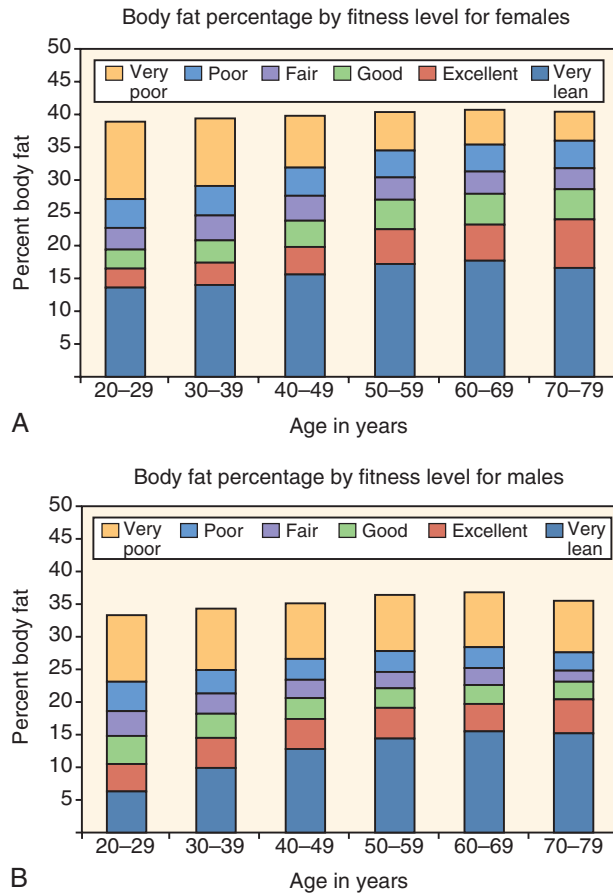 Body fat percentage by fitness level for females
50
45
40
35
30
25
20
15
10
5
Percent body fat
Very poor
Poor
Fair
Good
Excellent
Very lean
20–29 30–39 40–49 50–59 60–69 70–79
A
Age in years
Body fat percentage by fitness level for males
50
45
40
35
30
25
20
15
10
5
Percent body fat
Very poor
Poor
Fair
Good
Excellent
Very lean
20–29 30–39 40–49 50–59 60–69 70–79
B
Age in years